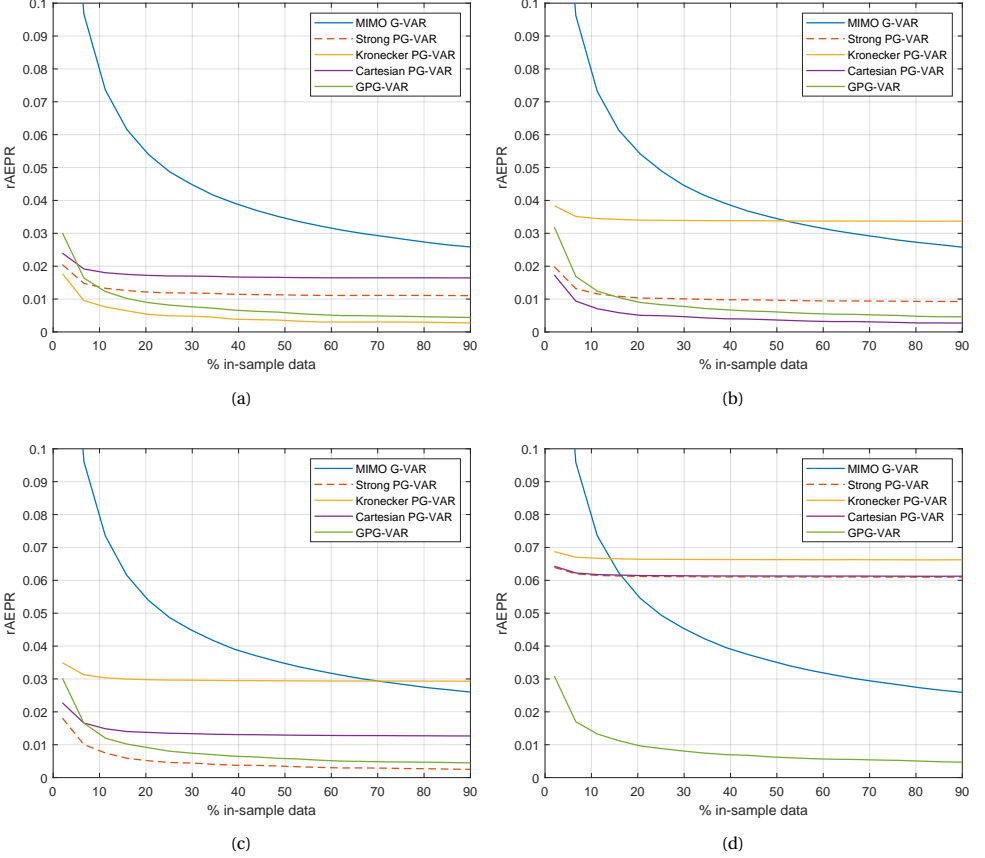 0.1
0.09
0.08
0.07
0.06
0.05
0.04
0.03
0.02
0.01
0
rAEPR
0 10 20 30 40 50 60 70 80 90
% in-sample data
MIMO G-VAR
Strong PG-VAR
Kronecker PG-VAR
Cartesian PG-VAR
GPG-VAR
(a)
0.1
0.09
0.08
0.07
0.06
0.05
0.04
0.03
0.02
0.01
0
rAEPR
0 10 20 30 40 50 60 70 80 90
% in-sample data
MIMO G-VAR
Strong PG-VAR
Kronecker PG-VAR
Cartesian PG-VAR
GPG-VAR
(b)
0.1
0.09
0.08
0.07
0.06
0.05
0.04
0.03
0.02
0.01
0
rAEPR
0 10 20 30 40 50 60 70 80 90
% in-sample data
MIMO G-VAR
Strong PG-VAR
Kronecker PG-VAR
Cartesian PG-VAR
GPG-VAR
(c)
0.1
0.09
0.08
0.07
0.06
0.05
0.04
0.03
0.02
0.01
0
rAEPR
0 10 20 30 40 50 60 70 80 90
% in-sample data
MIMO G-VAR
Strong PG-VAR
Kronecker PG-VAR
Cartesian PG-VAR
GPG-VAR
(d)